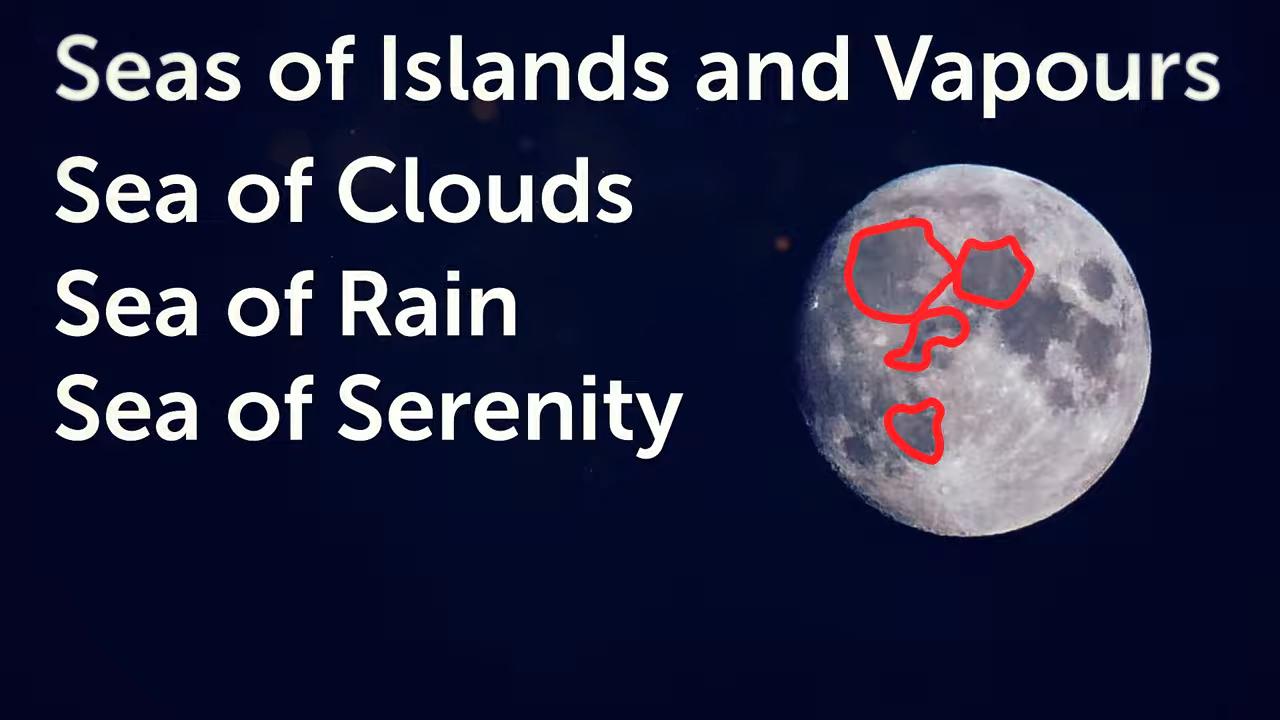 Seas of Islands and Vapours
Sea of Clouds
Sea of Rain
Sea of Serenity